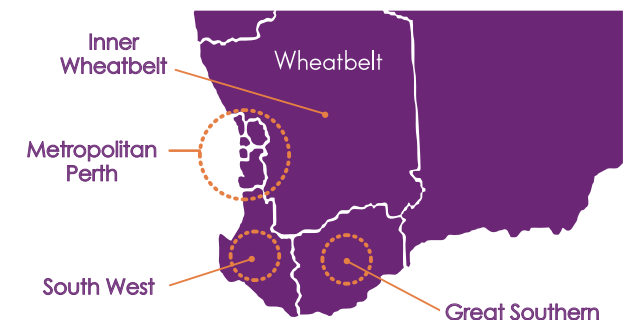 Inner
Wheatbelt
Wheatbelt
Metropolitan
Perth
South West
Great Southern